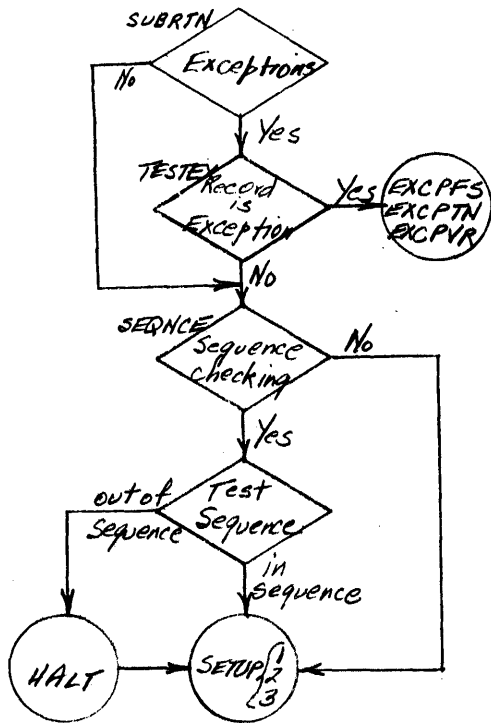 SUBRTN
Exceptions
No
Yes
TESTEX
Record
is
Exception
Yes
EXCPFS
EXCPTN
EXCPVR
No
SEQNCE
Sequence
checking
No
Yes
Test
Sequence
out of
Sequence
in
sequence
HALT
SETUP 1
2
3